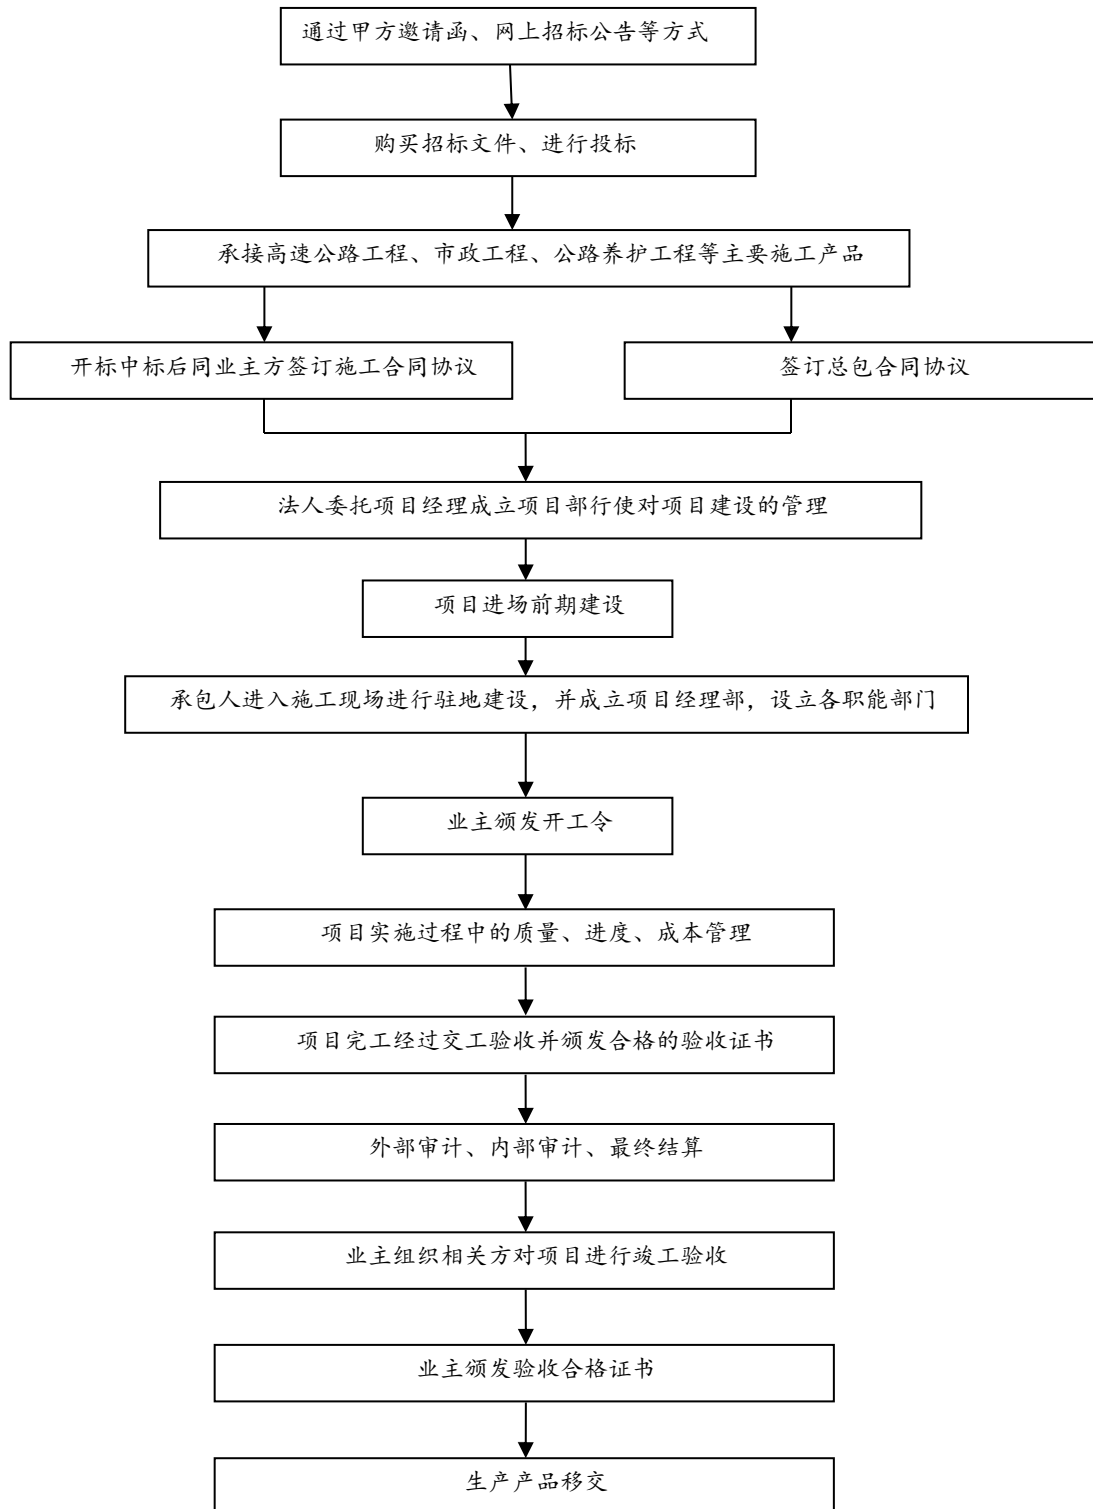 通过甲方邀请函、网上招标公告等方式
购买招标文件、进行投标
承接高速公路工程、市政工程、公路养护工程等主要施工产品
开标中标后同业主方签订施工合同协议
签订总包合同协议
法人委托项目经理成立项目部行使对项目建设的管理
项目进场前期建设
承包人进入施工现场进行驻地建设，并成立项目经理部，设立各职能部门
业主颁发开工令
项目实施过程中的质量、进度、成本管理
项目完工经过交工验收并颁发合格的验收证书
外部审计、内部审计、最终结算
业主组织相关方对项目进行竣工验收
业主颁发验收合格证书
生产产品移交